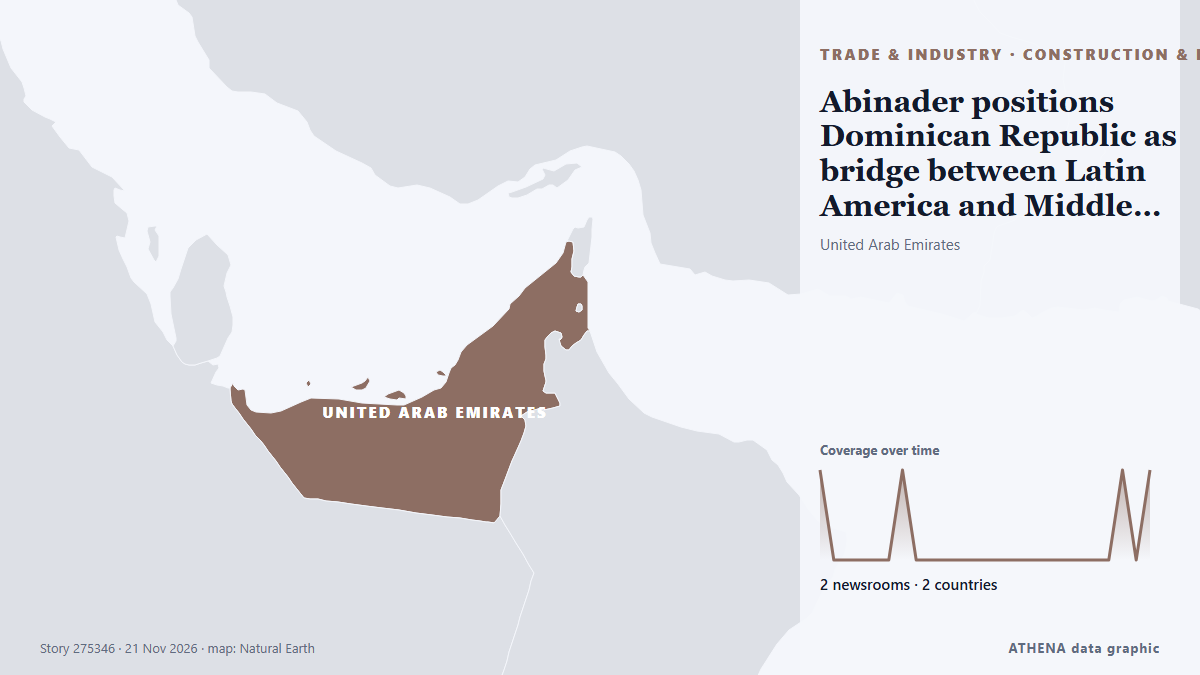 TRADE & INDUSTRY · CONSTRUCTION &
Abinader positions
Dominican Republic as
bridge between Latin
America and Middle...
United Arab Emirates
UNITED ARAB EMIRATES
Coverage over time
2 newsrooms · 2 countries
Story 275346 · 21 Nov 2026 · map: Natural Earth
ATHENA data graphic